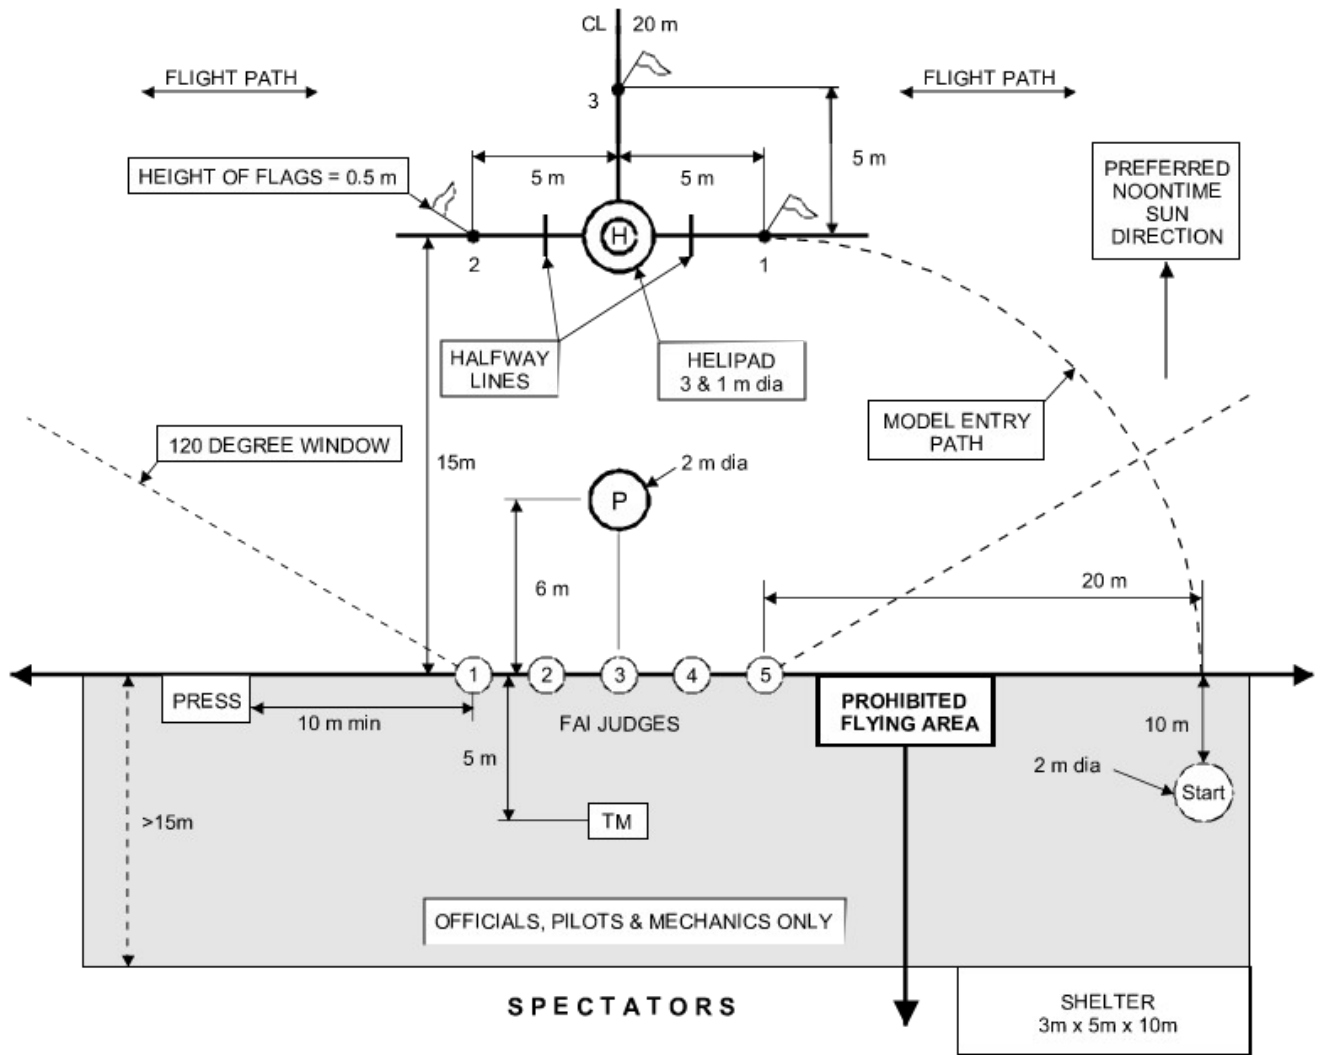 CL 20 m
FLIGHT PATH
FLIGHT PATH
3
HEIGHT OF FLAGS = 0.5 m
5 m
5 m
5 m
PREFERRED
NOONTIME
SUN
DIRECTION
H
2
1
HALFWAY
LINES
HELIPAD
3 & 1 m dia
MODEL ENTRY
PATH
120 DEGREE WINDOW
15m
2 m dia
P
6 m
20 m
1
2
3
4
5
PRESS
10 m min
FAI JUDGES
PROHIBITED
FLYING AREA
10 m
5 m
2 m dia
Start
>15m
TM
OFFICIALS, PILOTS & MECHANICS ONLY
SPECTATORS
SHELTER
3m x 5m x 10m